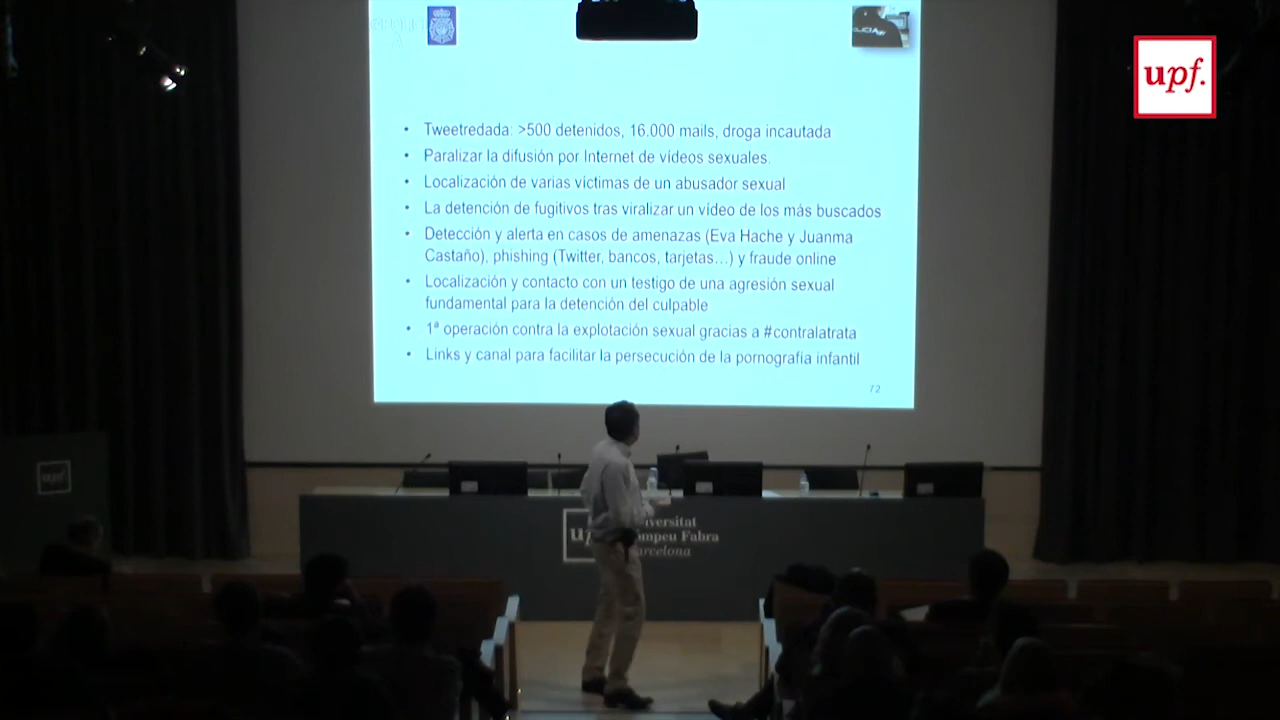 upf.
• Tweetredada: >500 detenidos, 16.000 mails, droga incautada
• Paralizar la difusión por Internet de vídeos sexuales.
• Localización de varias víctimas de un abusador sexual
• La detención de fugitivos tras viralizar un vídeo de los más buscados
• Detección y alerta en casos de amenazas (Eva Hache y Juanma
Castaño), phishing (Twitter, bancos, tarjetas...) y fraude online
• Localización y contacto con un testigo de una agresión sexual
fundamental para la detención del culpable
• 1ª operación contra la explotación sexual gracias a #contralatrata
• Links y canal para facilitar la persecución de la pornografía infantil
72
upf.
Pompeu Fabra
Barcelona